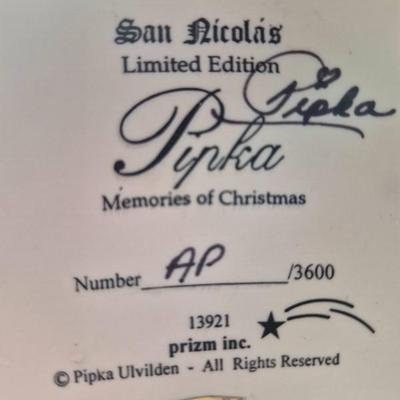 San Nicolás
Limited Edition
Pipka
Pipka
Memories of Christmas
Number AP /3600
13921
prizm inc.
© Pipka Ulvilden - All Rights Reserved